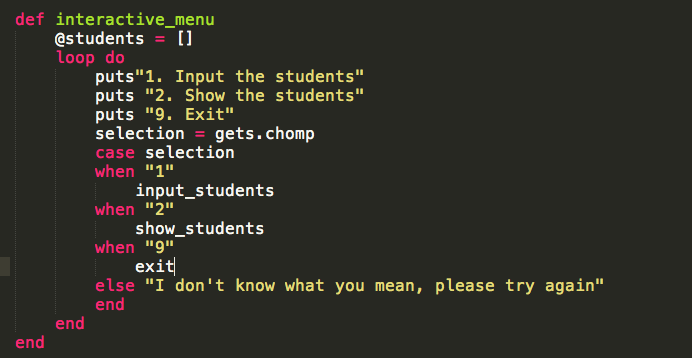 def interactive_menu
    @students = []
    loop do
        puts"1. Input the students"
        puts "2. Show the students"
        puts "9. Exit"
        selection = gets.chomp
        case selection
        when "1"
            input_students
        when "2"
            show_students
        when "9"
            exit
        else "I don't know what you mean, please try again"
        end
    end
end